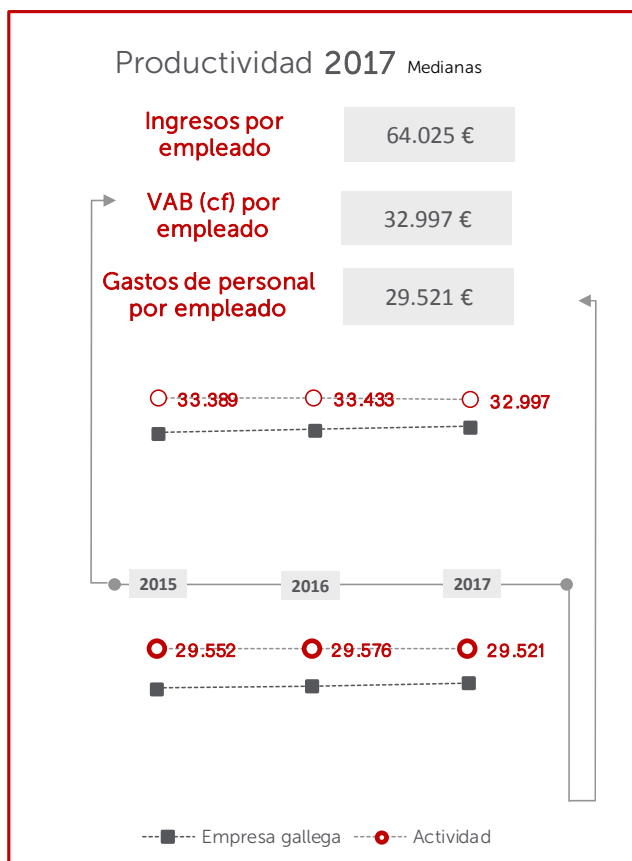 Productividad 2017 Medianas
Ingresos por
empleado
64.025 €
VAB (cf) por
empleado
32.997 €
Gastos de personal
por empleado
29.521 €
33.389
33.433
32.997
2015
2016
2017
29.552
29.576
29.521
Empresa gallega
Actividad